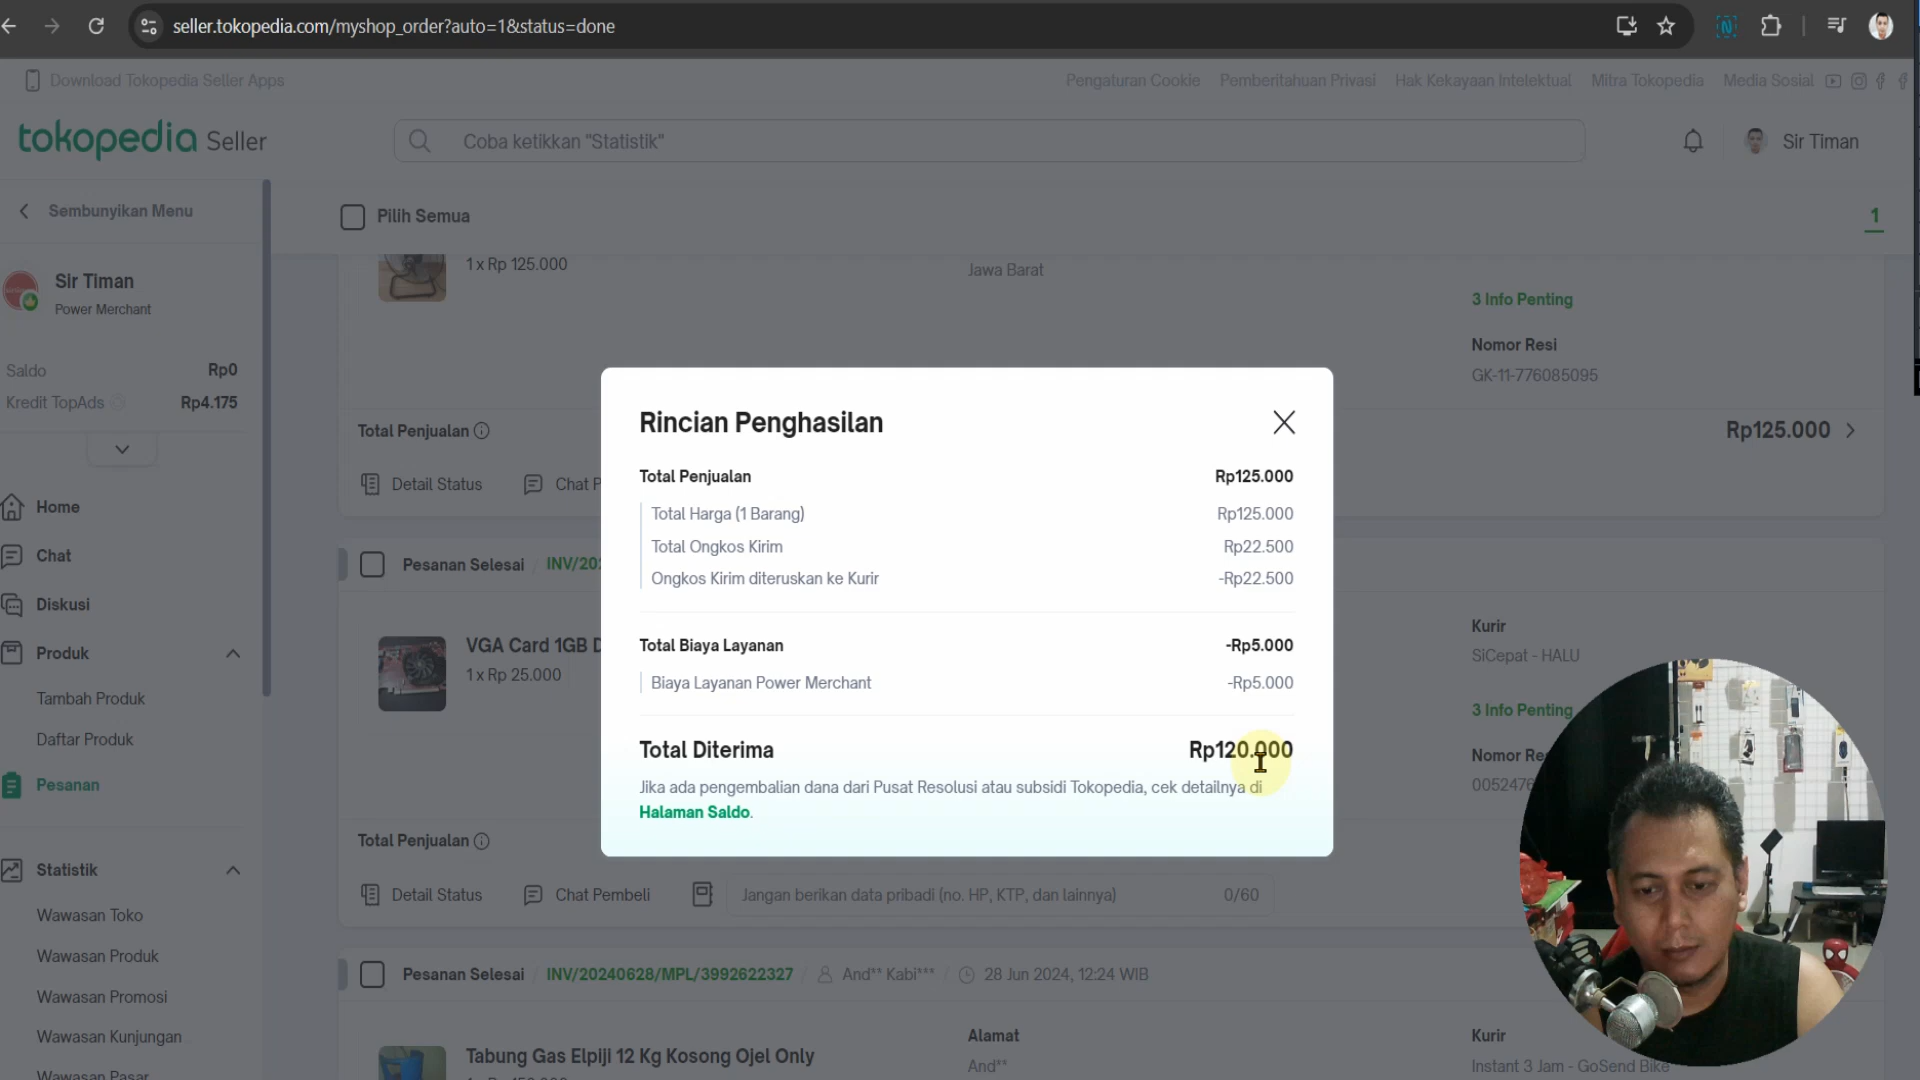 seller.tokopedia.com/myshop_order?auto=1&status=done
Download Tokopedia Seller Apps
Pengaturan Cookie Pemberitahuan Privasi Hak Kekayaan Intelektual Mitra Tokopedia Media Sosial
tokopedia Seller
Coba ketikkan "Statistik"
Sir Timan
Sembunyikan Menu
Pilih Semua
1
Sir Timan
Power Merchant
1 x Rp 125.000
Jawa Barat
3 Info Penting
Nomor Resi
GK-11-776085095
Saldo Rp0
Kredit TopAds Rp4.175
Total Penjualan
Rp125.000
Detail Status
Chat P
Rincian Penghasilan
Total Penjualan Rp125.000
Total Harga (1 Barang) Rp125.000
Total Ongkos Kirim Rp22.500
Ongkos Kirim diteruskan ke Kurir -Rp22.500
Total Biaya Layanan -Rp5.000
Biaya Layanan Power Merchant -Rp5.000
Total Diterima Rp120.000
Jika ada pengembalian dana dari Pusat Resolusi atau subsidi Tokopedia, cek detailnya di
Halaman Saldo.
Home
Chat
Diskusi
Produk
Tambah Produk
Daftar Produk
Pesanan
Statistik
Wawasan Toko
Wawasan Produk
Wawasan Promosi
Wawasan Kunjungan
Wawasan Pasar
Pesanan Selesai / INV/202
VGA Card 1GB D
1 x Rp 25.000
Kurir
SiCepat - HALU
3 Info Penting
Nomor Re
005247
Total Penjualan
Detail Status
Chat Pembeli
Jangan berikan data pribadi (no. HP, KTP, dan lainnya) 0/60
Pesanan Selesai / INV/20240628/MPL/3992622327 / And** Kabi*** / 28 Jun 2024, 12:24 WIB
Tabung Gas Elpiji 12 Kg Kosong Ojel Only
Alamat
And**
Kurir
Instant 3 Jam - GoSend Bike